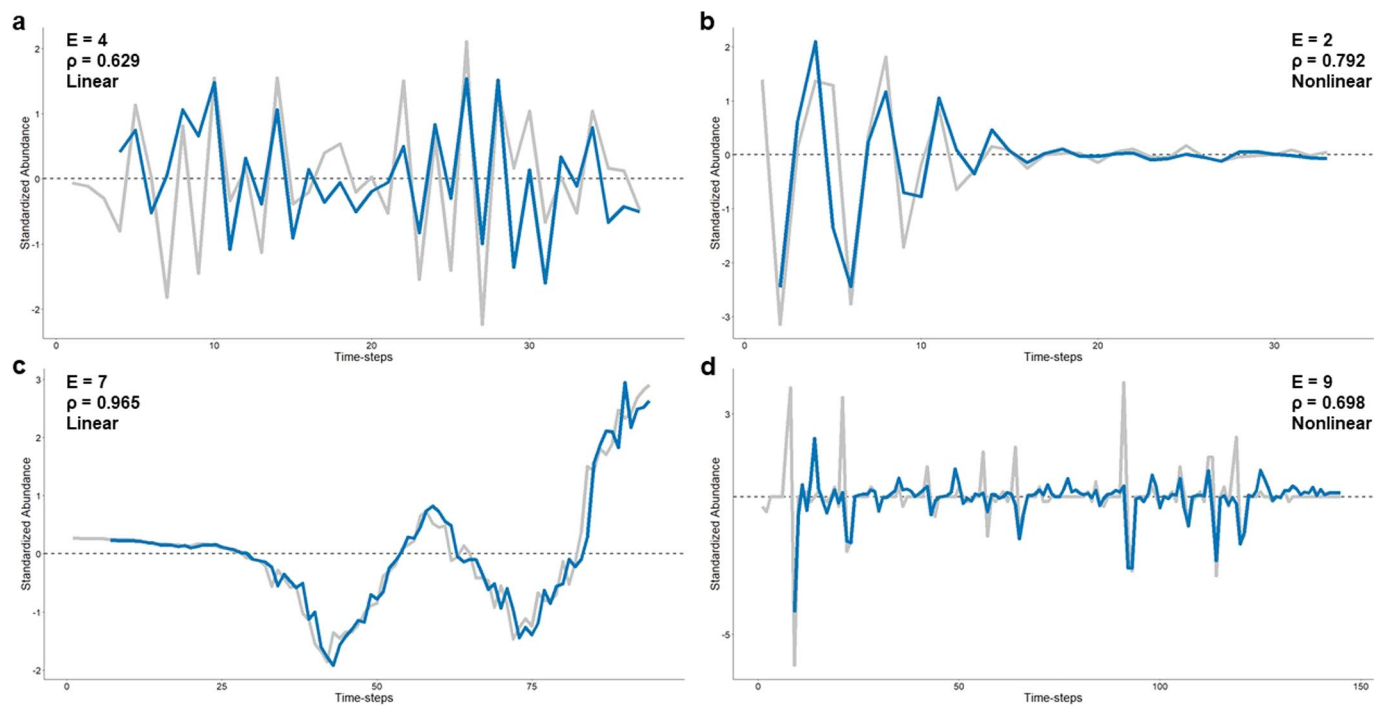 a
E = 4
ρ = 0.629
Linear
Standardized Abundance
2
1
0
-1
-2
0 10 20 30
Time-steps
b
E = 2
ρ = 0.792
Nonlinear
Standardized Abundance
2
1
0
-1
-2
-3
0 10 20 30
Time-steps
c
E = 7
ρ = 0.965
Linear
Standardized Abundance
3
2
1
0
-1
-2
0 25 50 75
Time-steps
d
E = 9
ρ = 0.698
Nonlinear
Standardized Abundance
3
-5
0 50 100 150
Time-steps